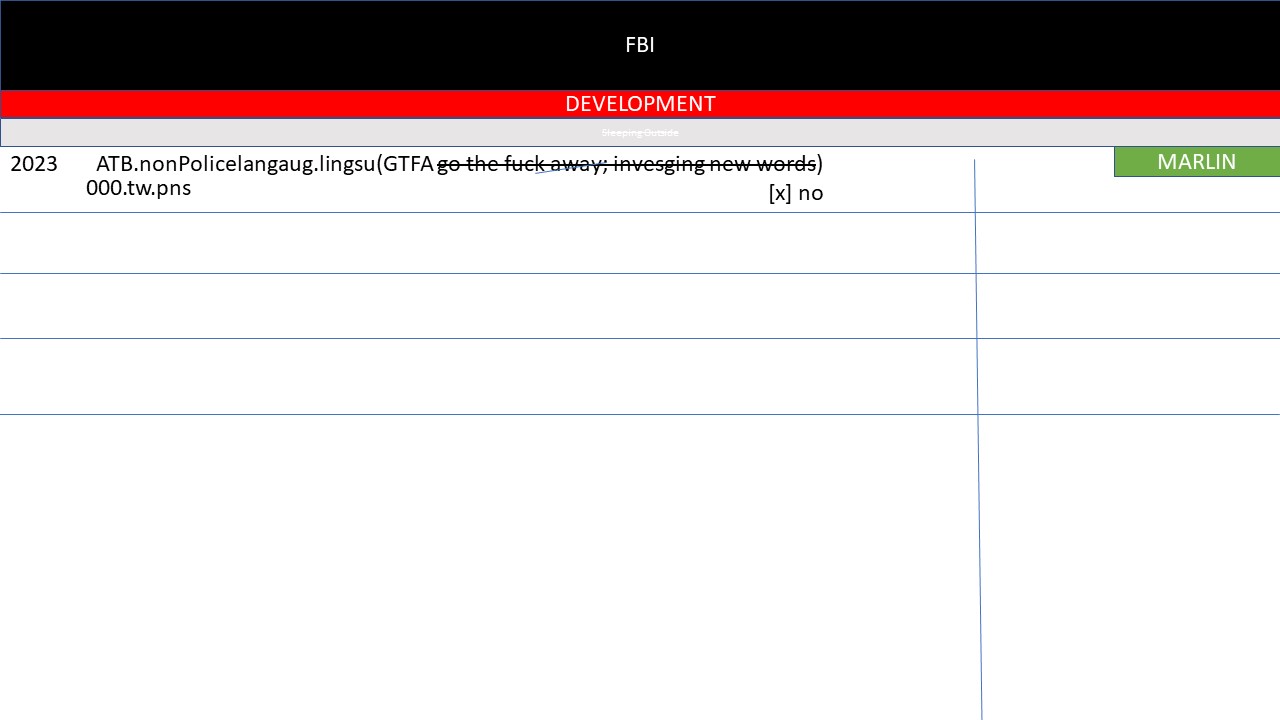 FBI
DEVELOPMENT
Sleeping Outside
2023 ATB.nonPolicelangaug.lingsu(GTFA go the fuck away; invesging new words)
MARLIN
000.tw.pns
[x] no